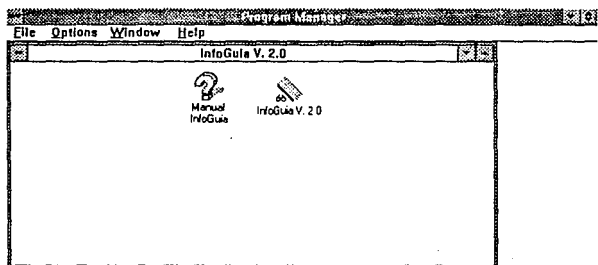 Program Manager
File Options Window Help
InfoGuia V. 2.0
Manual
InfoGuia
InfoGuia V. 2.0